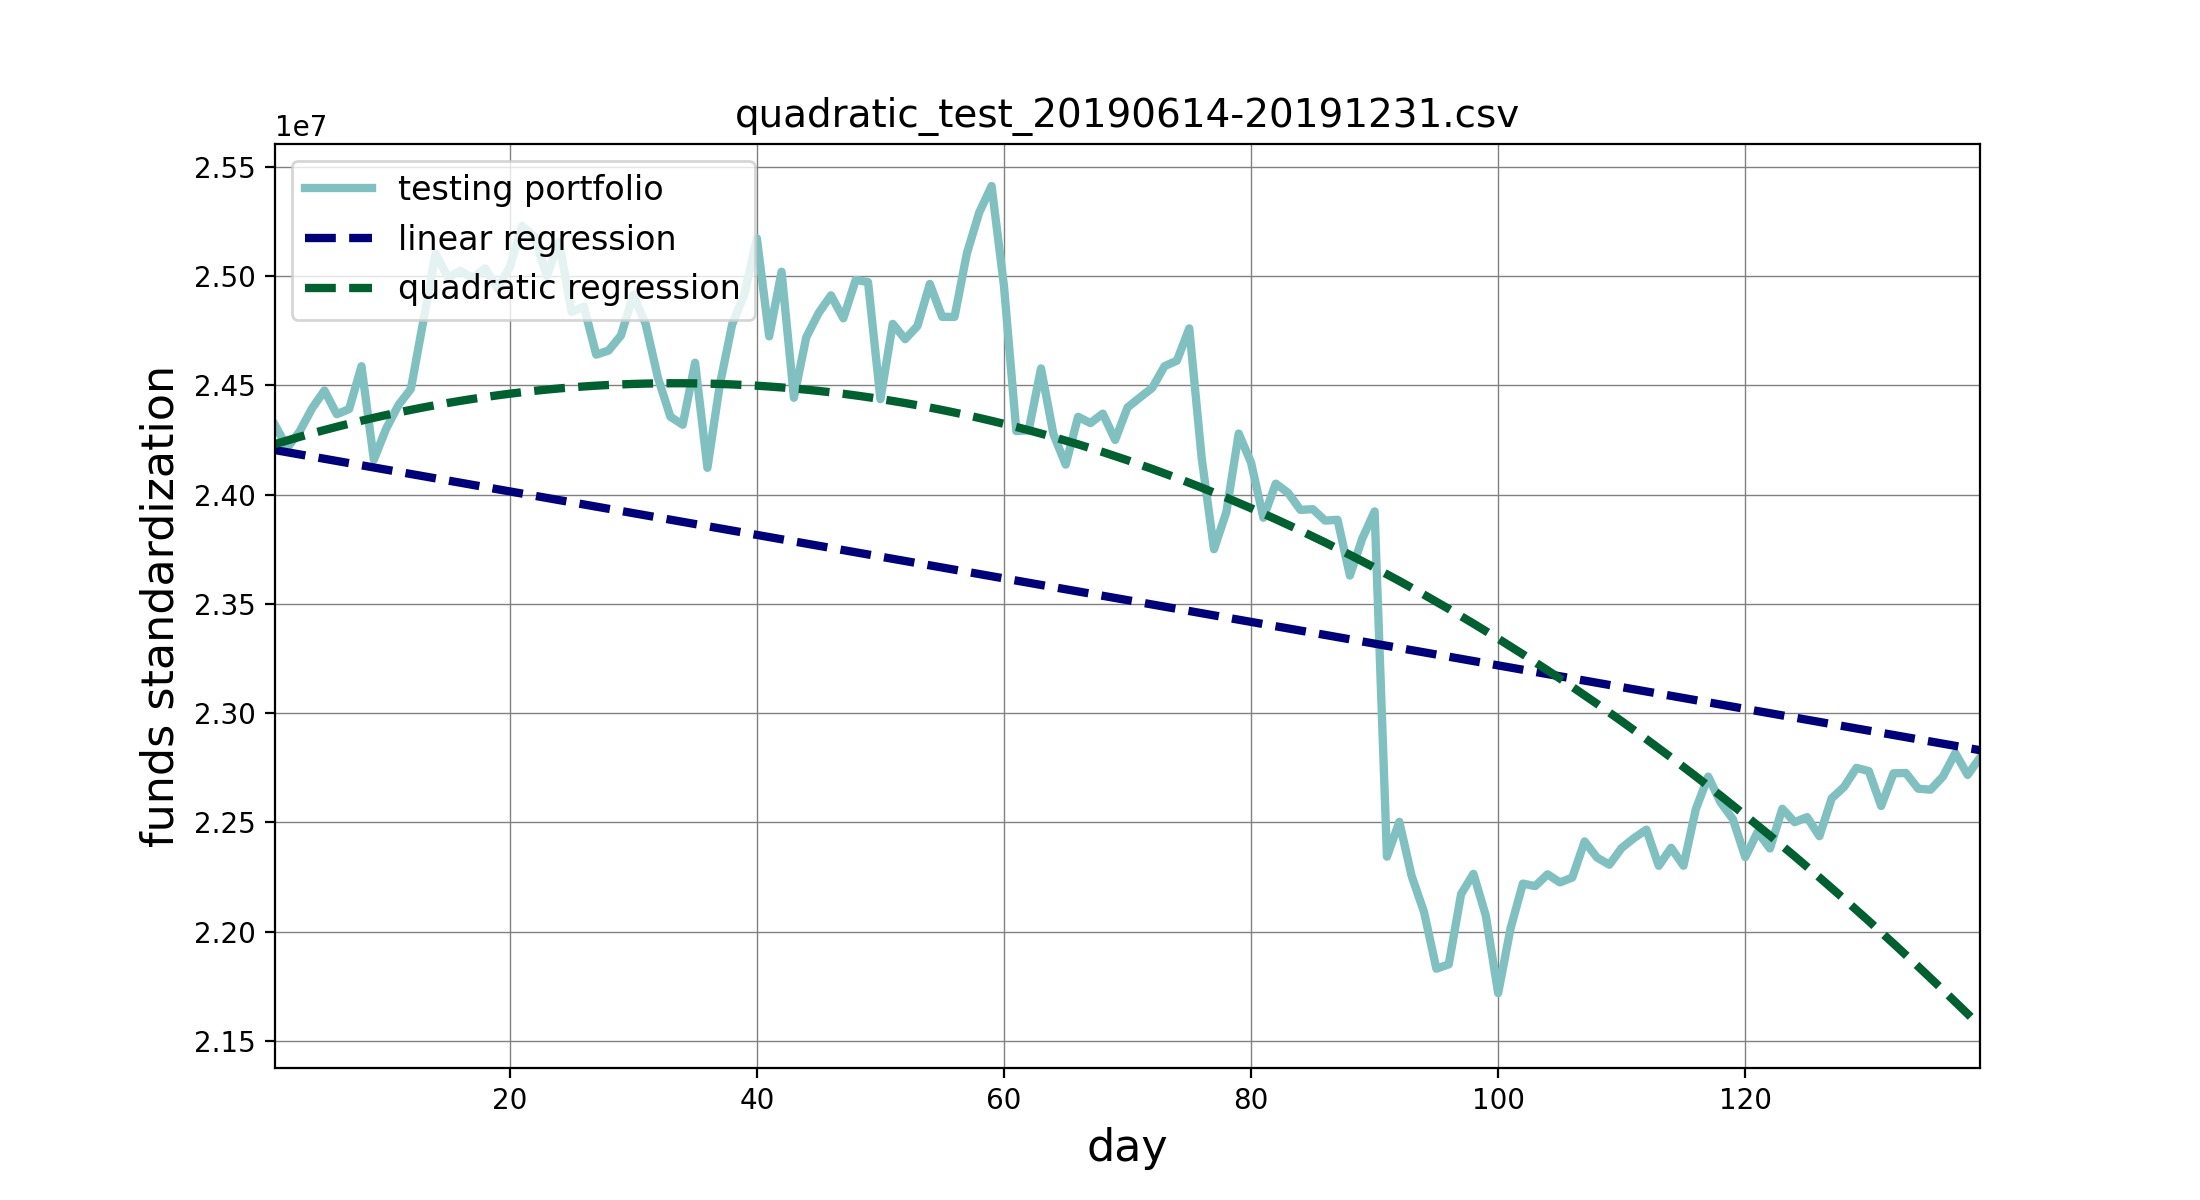 quadratic_test_20190614-20191231.csv
1e7
testing portfolio
linear regression
quadratic regression
funds standardization
2.55
2.50
2.45
2.40
2.35
2.30
2.25
2.20
2.15
20 40 60 80 100 120
day